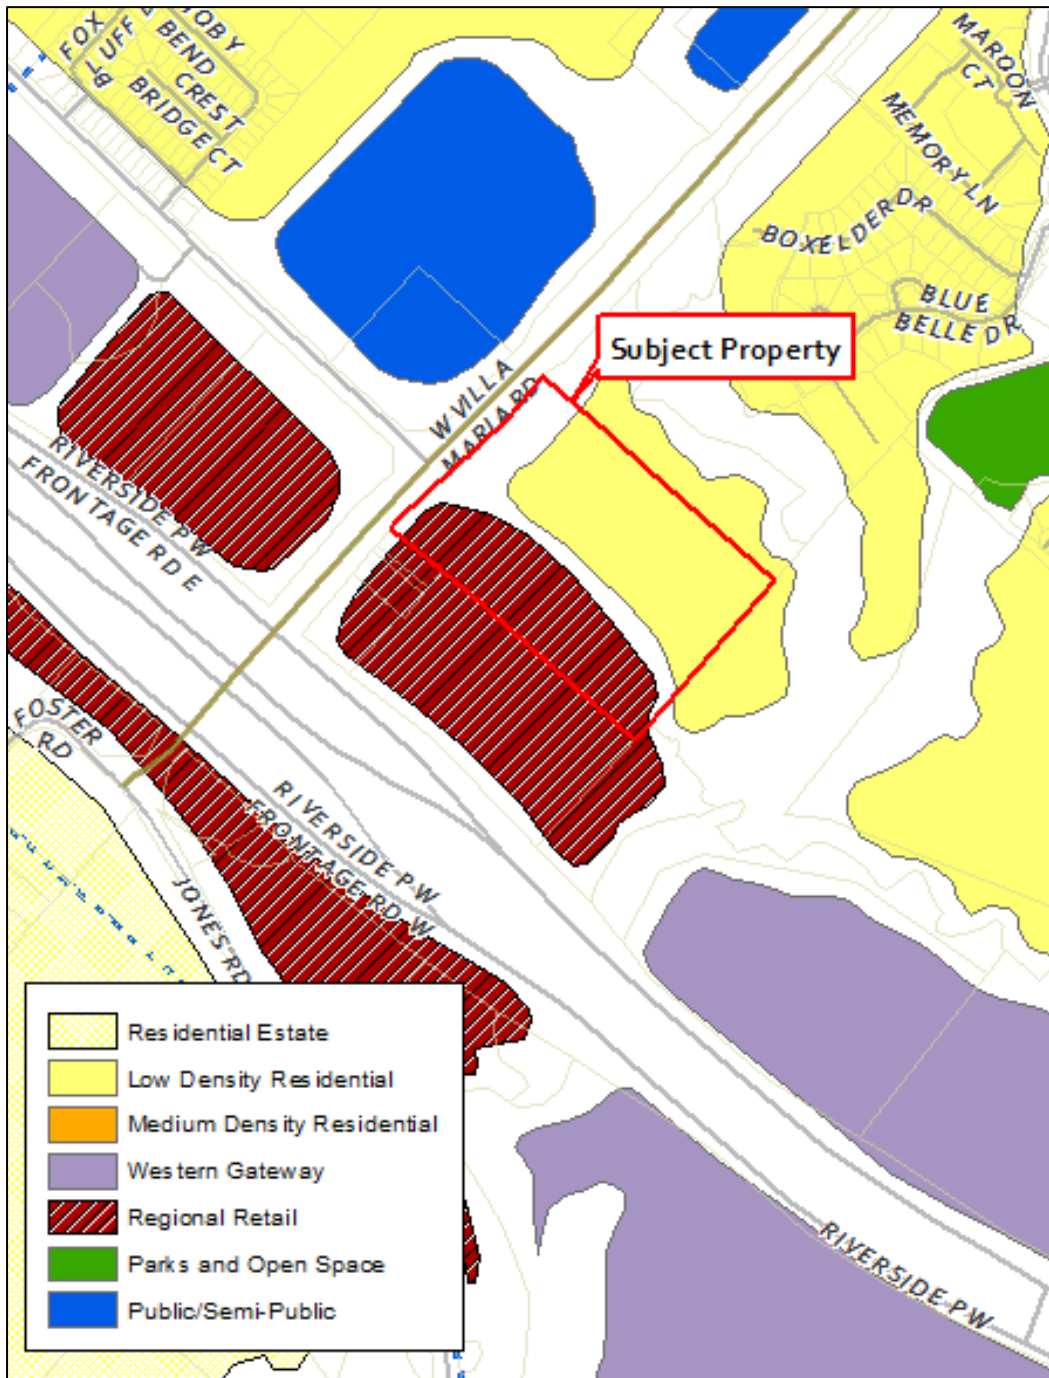 FOX
BLUFF
TOBY
BEND
CREST
BRIDGE CT
MAROON
CT
MEMORY LN
BOXELDER DR
BLUE
BELLE DR
Subject Property
W VILLA
MARIA RD
RIVERSIDE PW
FRONTAGE RD E
FOSTER
RD
RIVERSIDE PW
FRONTAGE RD W
JONES RD
Residential Estate
Low Density Residential
Medium Density Residential
Western Gateway
Regional Retail
Parks and Open Space
Public/Semi-Public
RIVERSIDE PW